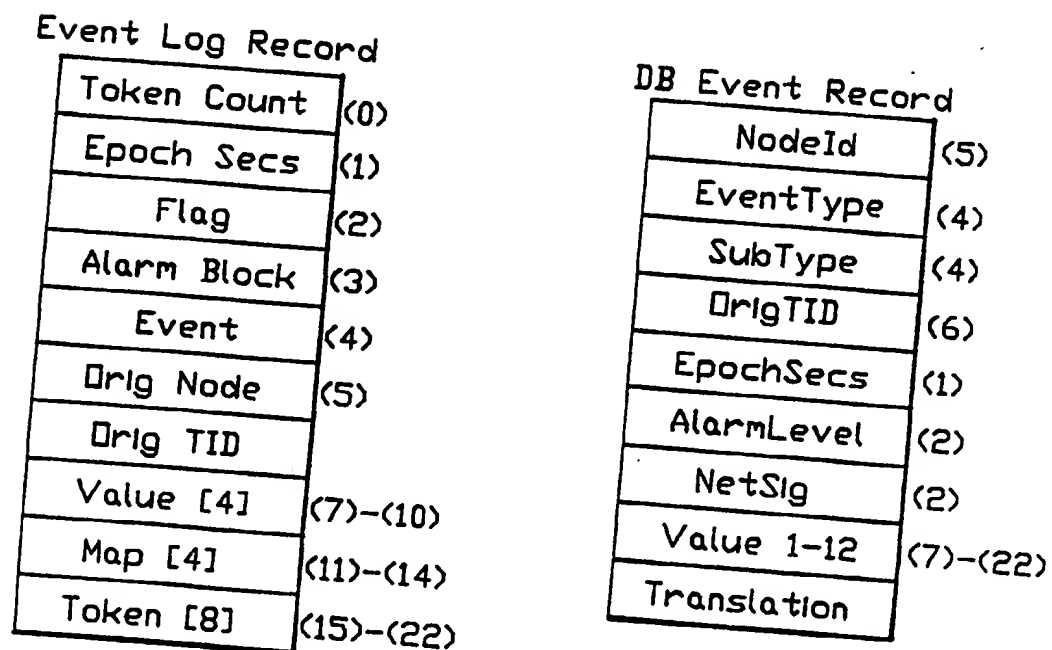 Event Log Record
Token Count (0)
Epoch Secs (1)
Flag (2)
Alarm Block (3)
Event (4)
Orig Node (5)
Orig TID
Value [4] (7)-(10)
Map [4] (11)-(14)
Token [8] (15)-(22)
DB Event Record
NodeId (5)
EventType (4)
SubType (4)
OrigTID (6)
EpochSecs (1)
AlarmLevel (2)
NetSig (2)
Value 1-12 (7)-(22)
Translation